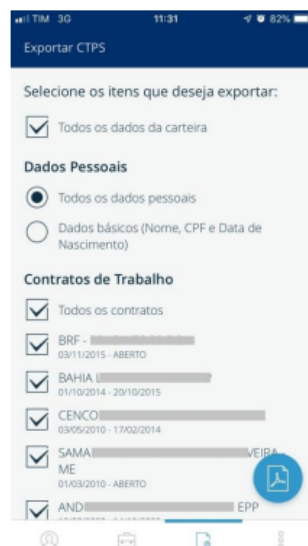 TIM 3G 11:31 82%
Exportar CTPS
Selecione os itens que deseja exportar:
Todos os dados da carteira
Dados Pessoais
Todos os dados pessoais
Dados básicos (Nome, CPF e Data de
Nascimento)
Contratos de Trabalho
Todos os contratos
BRF -
03/11/2015 - ABERTO
BAHIA
01/10/2014 - 20/10/2015
CENCO
03/05/2010 - 17/02/2014
SAMA VEIRA
ME
01/03/2010 - ABERTO
AND EPP